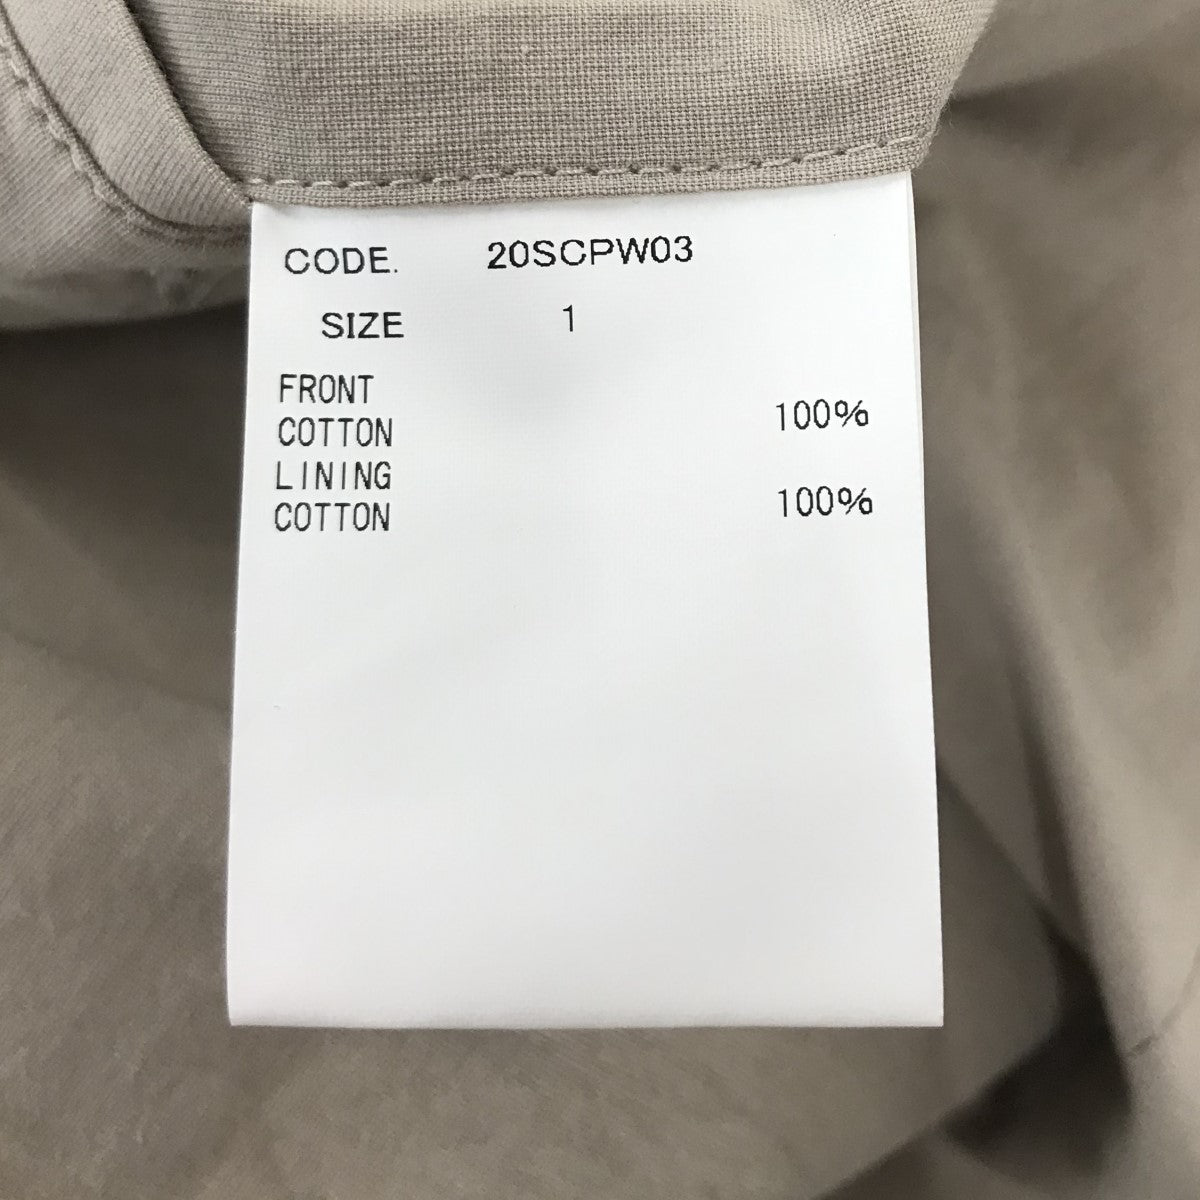 CODE. 20SCPW03
SIZE 1
FRONT
COTTON 100%
LINING
COTTON 100%